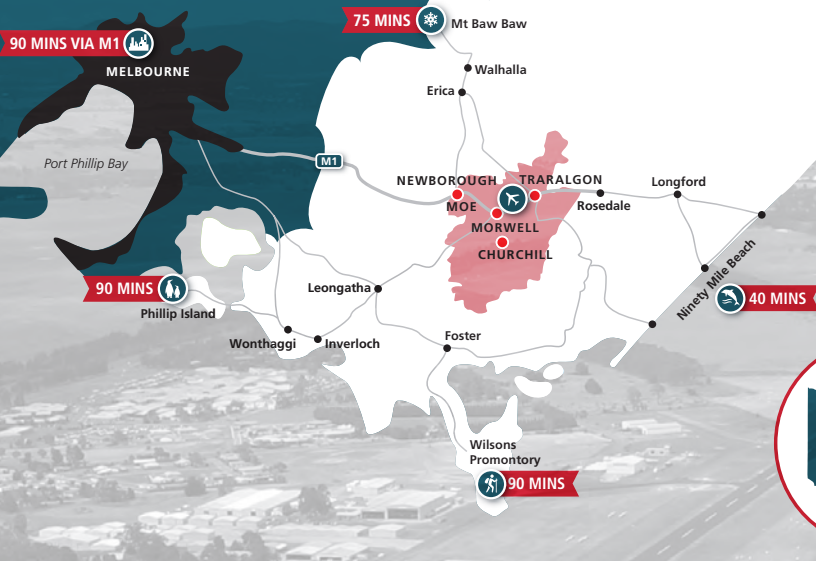 75 MINS
Mt Baw Baw
90 MINS VIA M1
MELBOURNE
Walhalla
Erica
Port Phillip Bay
M1
NEWBOROUGH
TRARALGON
Longford
MOE
Rosedale
MORWELL
CHURCHILL
Ninety Mile Beach
90 MINS
Leongatha
40 MINS
Phillip Island
Wonthaggi
Inverloch
Foster
Wilsons
Promontory
90 MINS